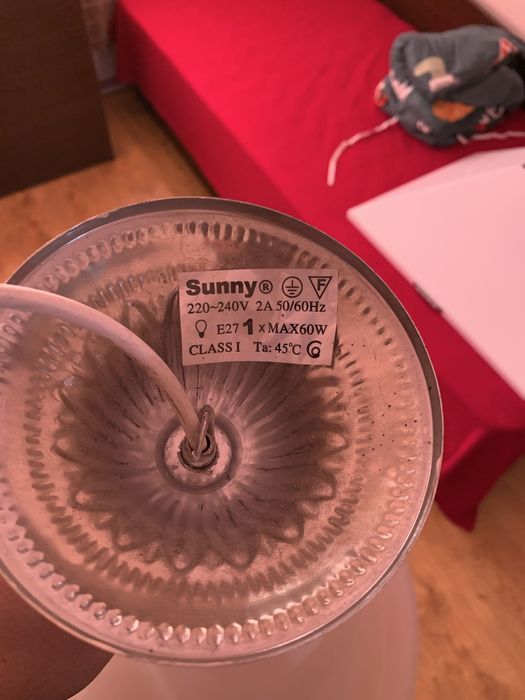 Sunny®
F
220~240V 2A 50/60Hz
E27 1 x MAX60W
CLASS I Ta: 45°C